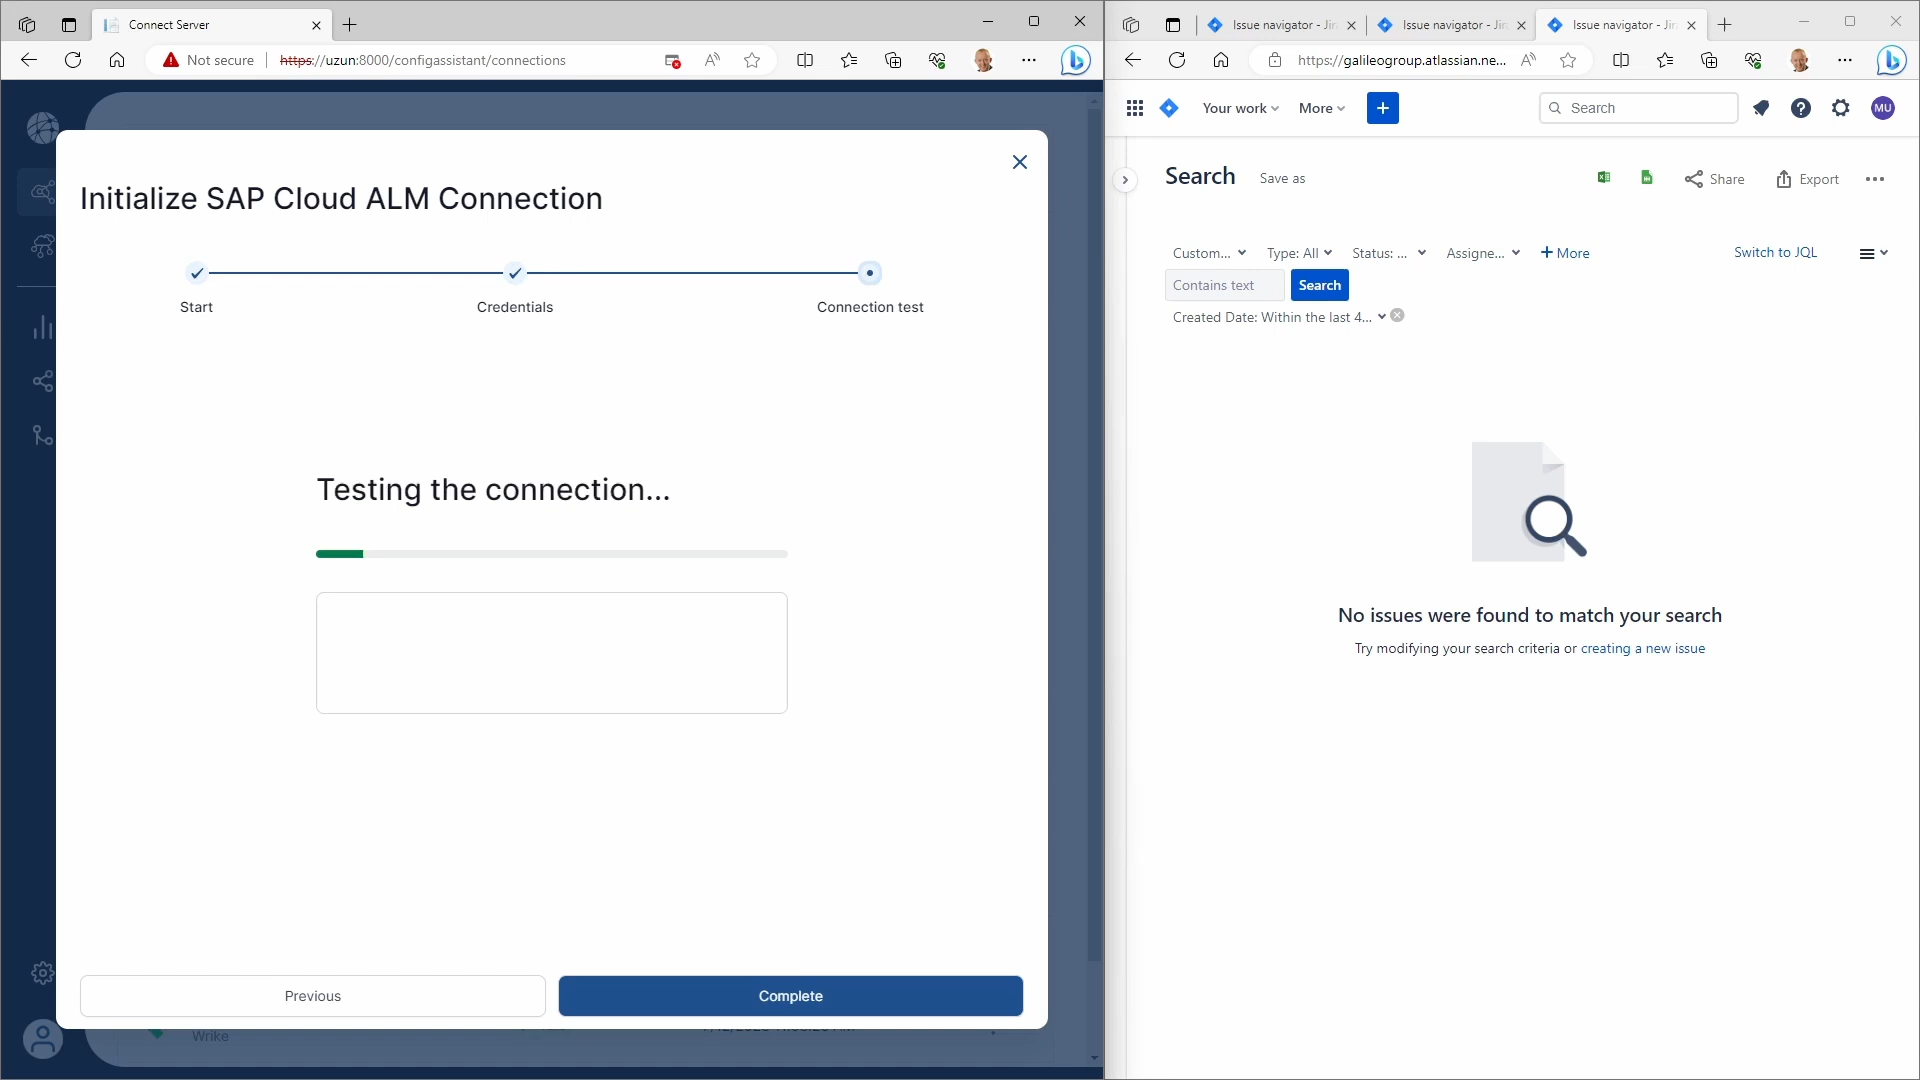 Connect Server
Not secure
https://uzun:8000/configassistant/connections
Initialize SAP Cloud ALM Connection
Start
Credentials
Connection test
Testing the connection...
Previous
Complete
Wrike
Issue navigator - Jir
Issue navigator - Jir
Issue navigator - Jir
https://galileogroup.atlassian.ne...
Your work
More
+
Search
MU
Search
Save as
Share
Export
Custom...
Type: All
Status: ...
Assigne...
+ More
Switch to JQL
Contains text
Search
Created Date: Within the last 4...
No issues were found to match your search
Try modifying your search criteria or creating a new issue